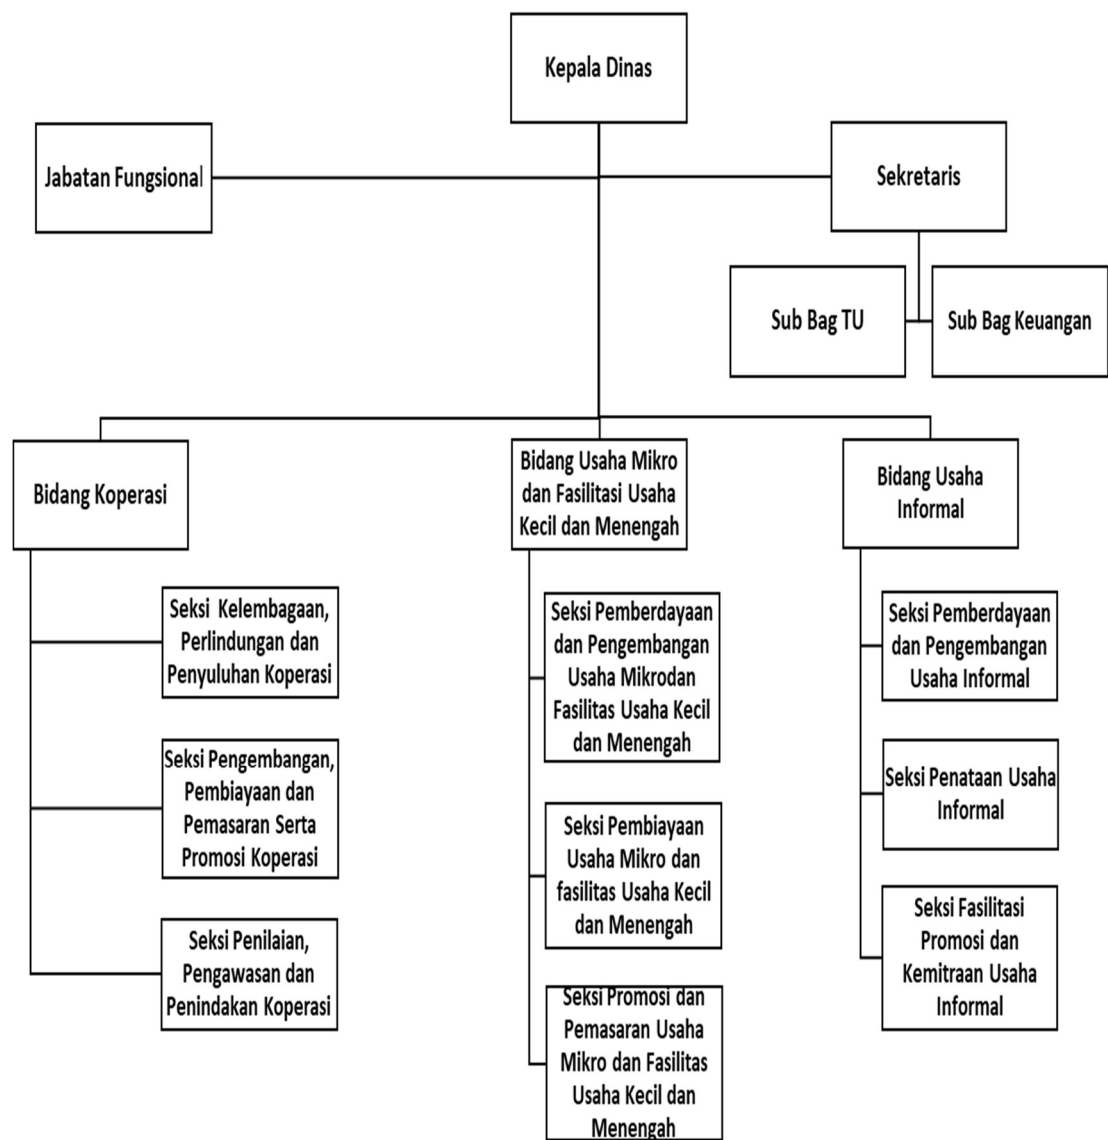 Kepala Dinas
Jabatan Fungsional
Sekretaris
Sub Bag TU
Sub Bag Keuangan
Bidang Koperasi
Bidang Usaha Mikro
dan Fasilitasi Usaha
Kecil dan Menengah
Bidang Usaha
Informal
Seksi Kelembagaan,
Perlindungan dan
Penyuluhan Koperasi
Seksi Pengembangan,
Pembiayaan dan
Pemasaran Serta
Promosi Koperasi
Seksi Penilaian,
Pengawasan dan
Penindakan Koperasi
Seksi Pemberdayaan
dan Pengembangan
Usaha Mikrodan
Fasilitas Usaha Kecil
dan Menengah
Seksi Pembiayaan
Usaha Mikro dan
fasilitas Usaha Kecil
dan Menengah
Seksi Promosi dan
Pemasaran Usaha
Mikro dan Fasilitas
Usaha Kecil dan
Menengah
Seksi Pemberdayaan
dan Pengembangan
Usaha Informal
Seksi Penataan Usaha
Informal
Seksi Fasilitasi
Promosi dan
Kemitraan Usaha
Informal